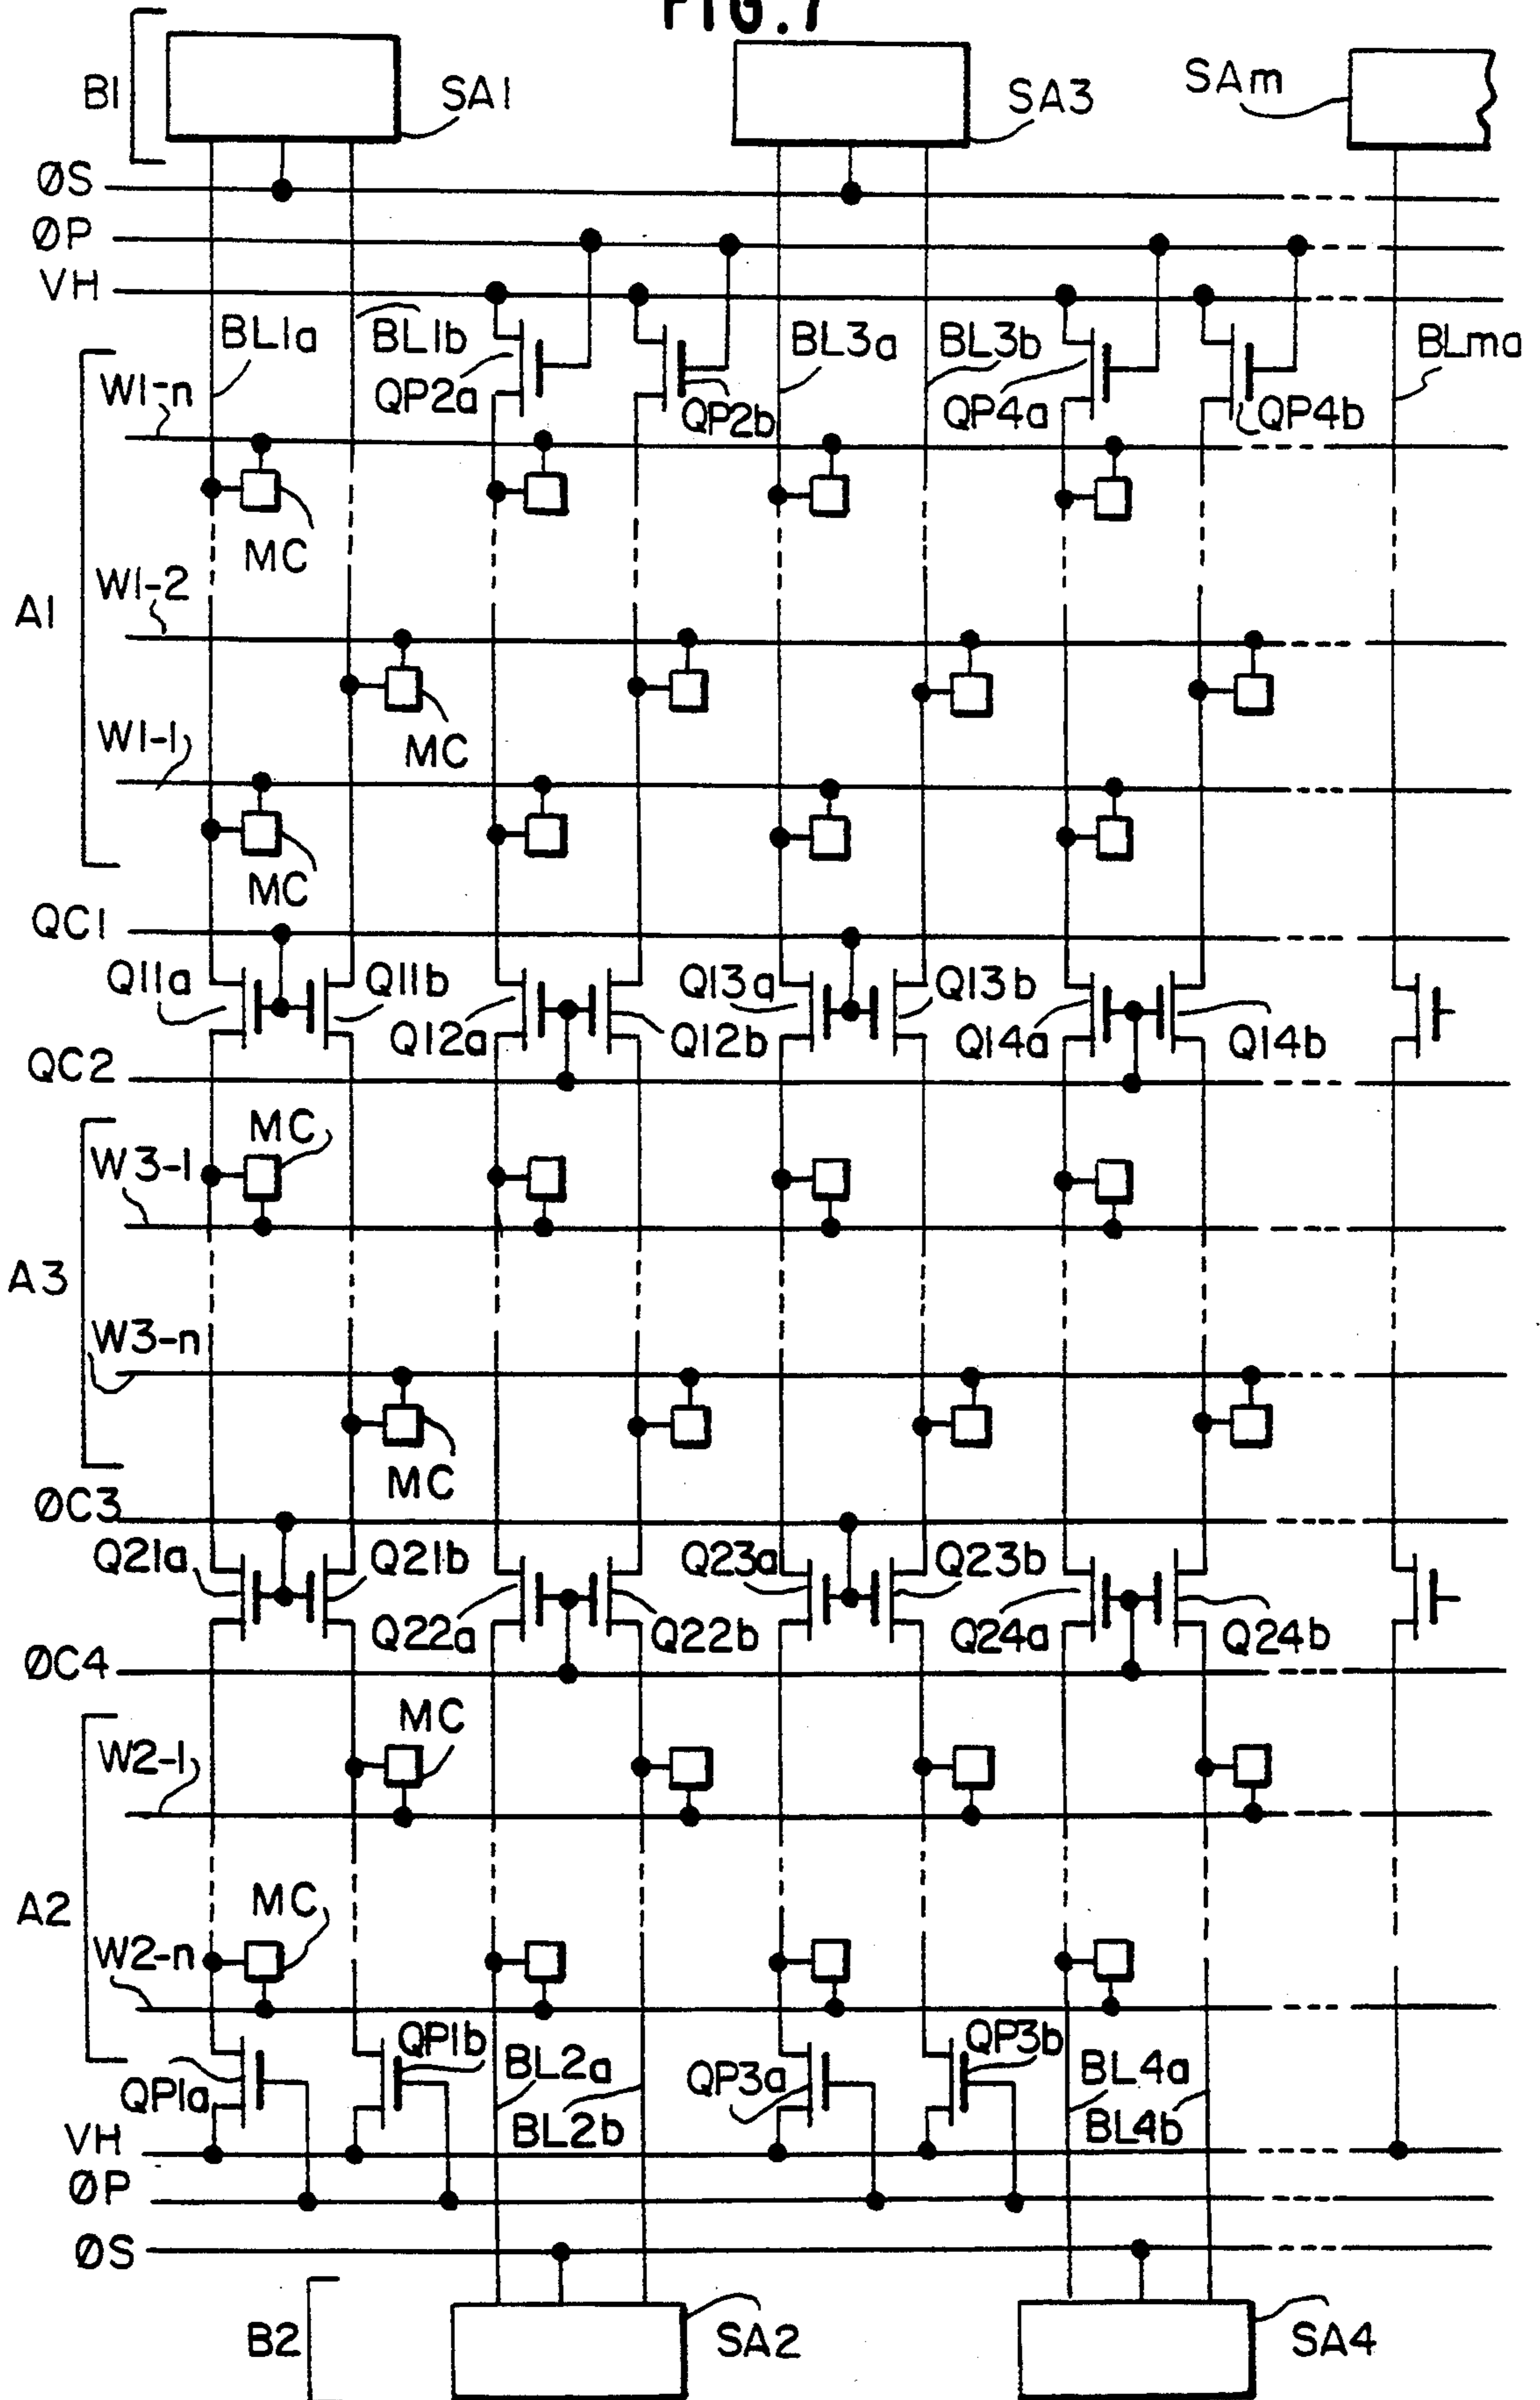 FIG.7
B1
SA1
SA3
SAm
ØS
ØP
VH
BL1a
BL1b
BL3a
BL3b
BLma
QP2a
QP2b
QP4a
QP4b
W1-n
MC
A1
W1-2
MC
W1-1
MC
QC1
Q11a
Q11b
Q12a
Q12b
Q13a
Q13b
Q14a
Q14b
QC2
MC
W3-1
A3
W3-n
MC
ØC3
Q21a
Q21b
Q22a
Q22b
Q23a
Q23b
Q24a
Q24b
ØC4
MC
W2-1
A2
MC
W2-n
QP1a
QP1b
BL2a
BL2b
QP3a
QP3b
BL4a
BL4b
VH
ØP
ØS
B2
SA2
SA4